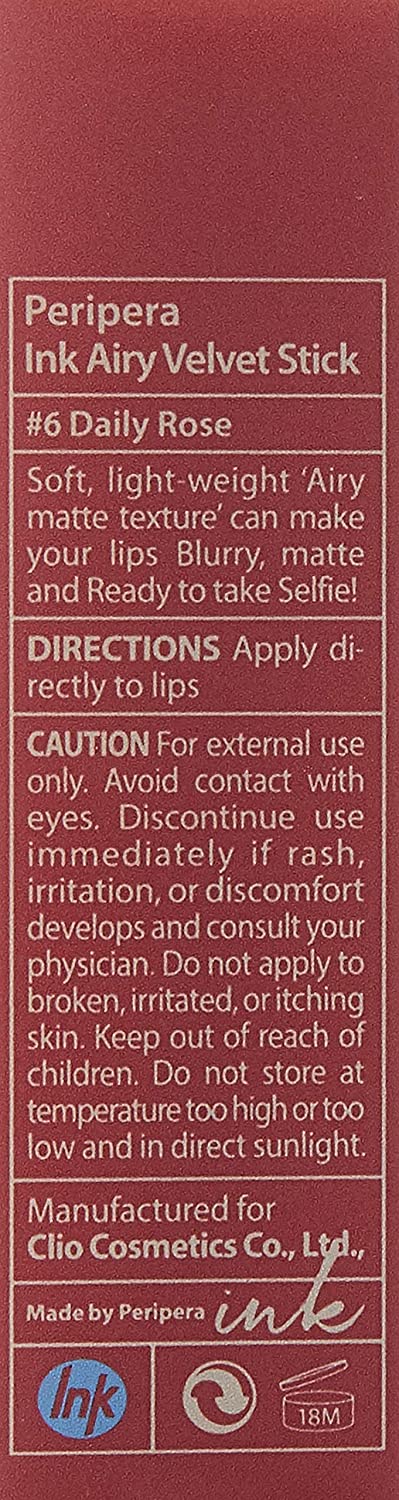 Peripera
Ink Airy Velvet Stick
#6 Daily Rose
Soft, light-weight ‘Airy
matte texture’ can make
your lips Blurry, matte
and Ready to take Selfie!
DIRECTIONS Apply di-
rectly to lips
CAUTION For external use
only. Avoid contact with
eyes. Discontinue use
immediately if rash,
irritation, or discomfort
develops and consult your
physician. Do not apply to
broken, irritated, or itching
skin. Keep out of reach of
children. Do not store at
temperature too high or too
low and in direct sunlight.
Manufactured for
Clio Cosmetics Co., Ltd.,
Made by Peripera ink
Ink 18M